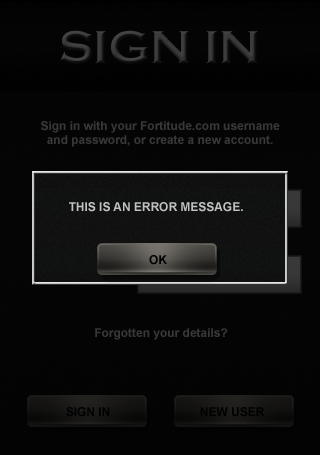 SIGN IN
Sign in with your Fortitude.com username
and password, or create a new account.
THIS IS AN ERROR MESSAGE.
OK
Forgotten your details?
SIGN IN
NEW USER